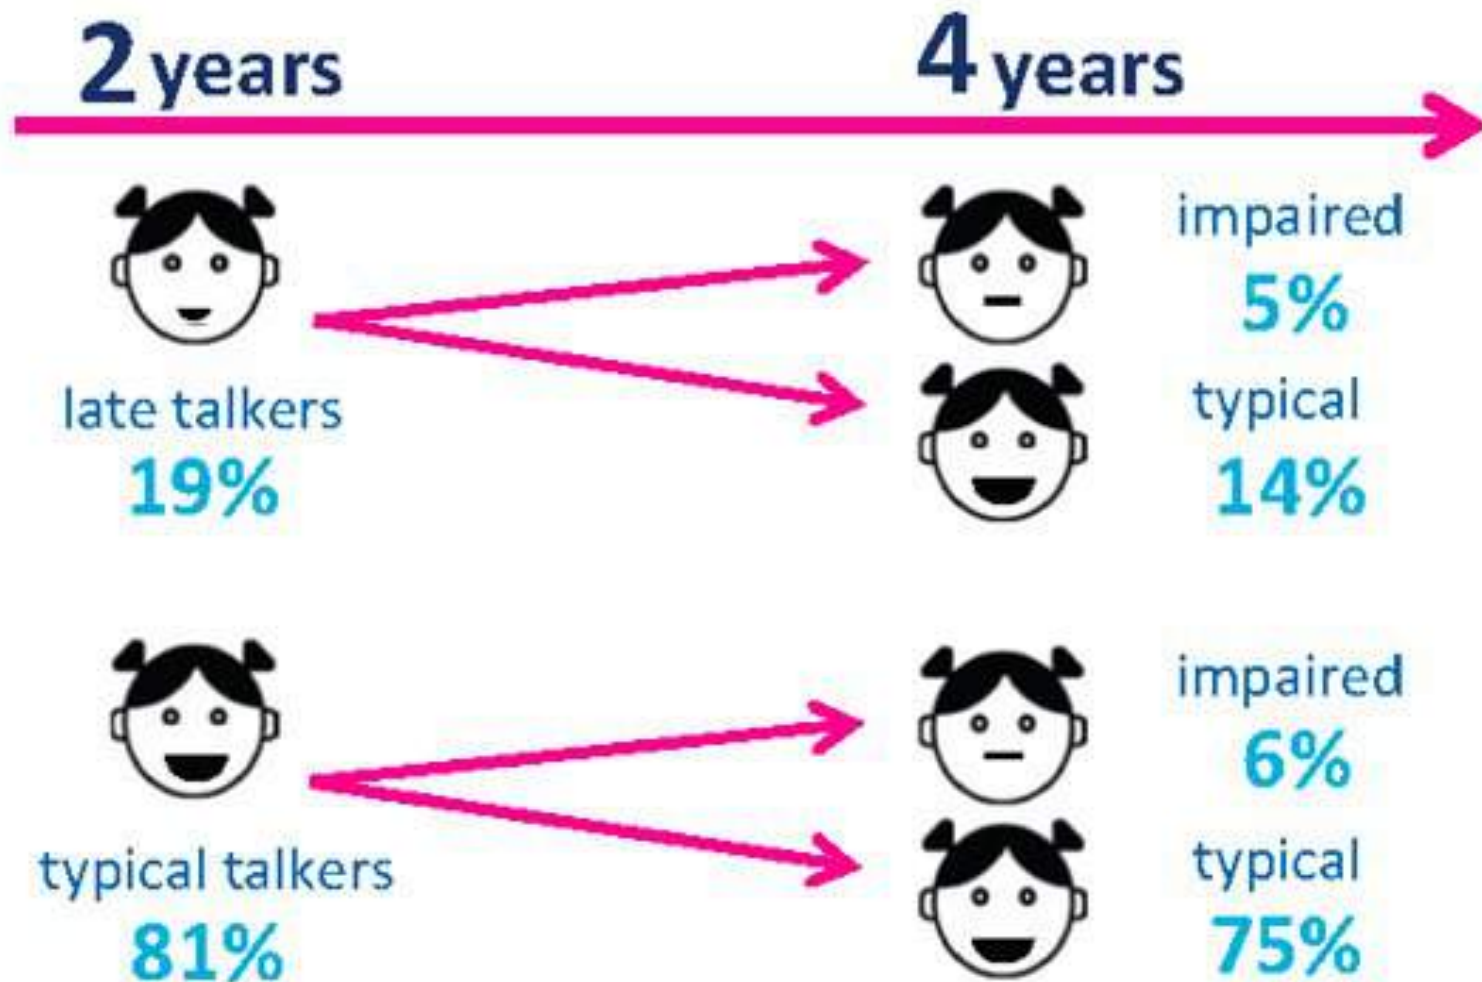 2 years
4 years
late talkers
19%
impaired
5%
typical
14%
typical talkers
81%
impaired
6%
typical
75%